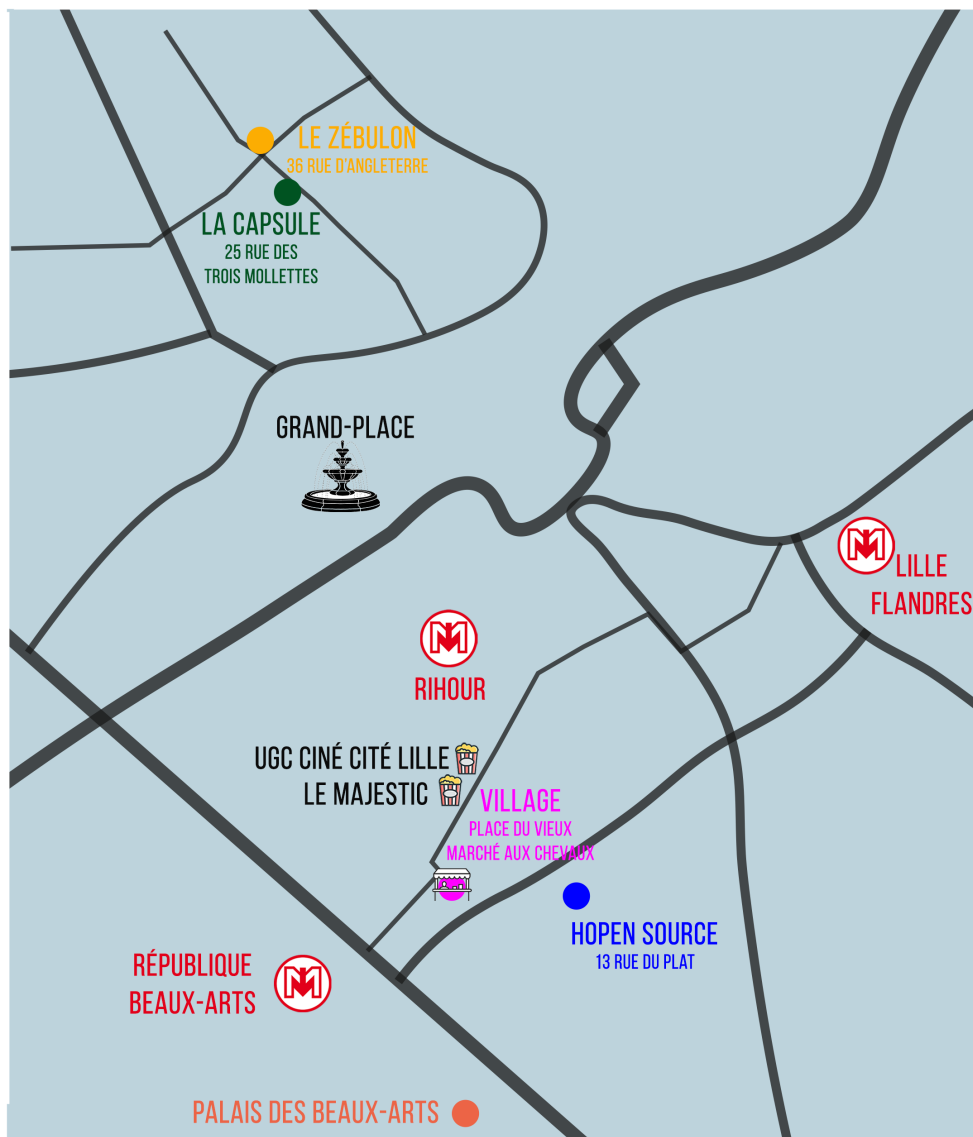 LE ZÉBULON
36 RUE D'ANGLETERRE
LA CAPSULE
25 RUE DES
TROIS MOLLETTES
GRAND-PLACE
LILLE
FLANDRES
RIHOUR
UGC CINÉ CITÉ LILLE
LE MAJESTIC
VILLAGE
PLACE DU VIEUX
MARCHÉ AUX CHEVAUX
HOPEN SOURCE
13 RUE DU PLAT
RÉPUBLIQUE
BEAUX-ARTS
PALAIS DES BEAUX-ARTS